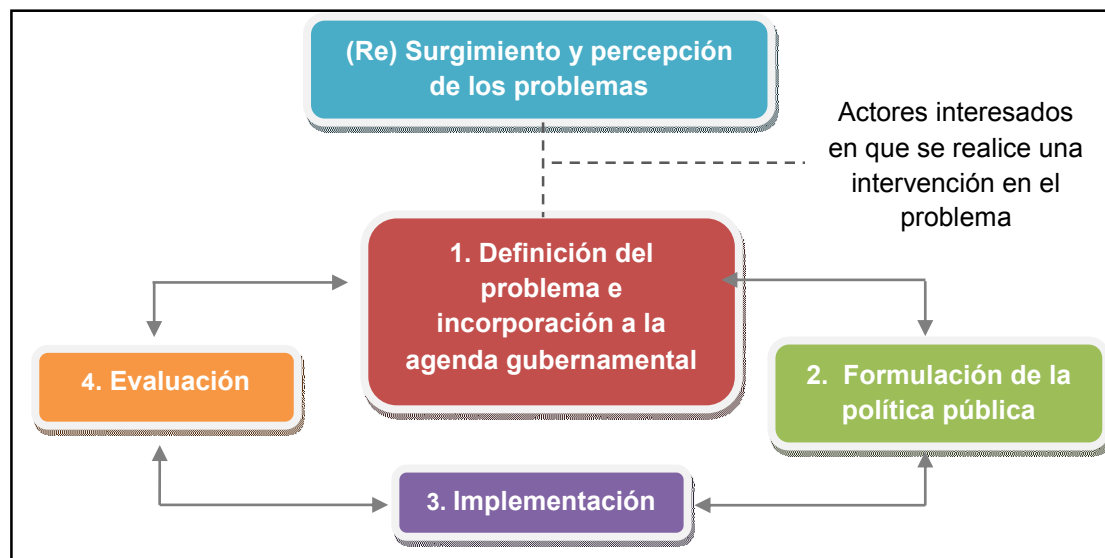 (Re) Surgimiento y percepción
de los problemas
Actores interesados
en que se realice una
intervención en el
problema
1. Definición del
problema e
incorporación a la
agenda gubernamental
2. Formulación de la
política pública
3. Implementación
4. Evaluación